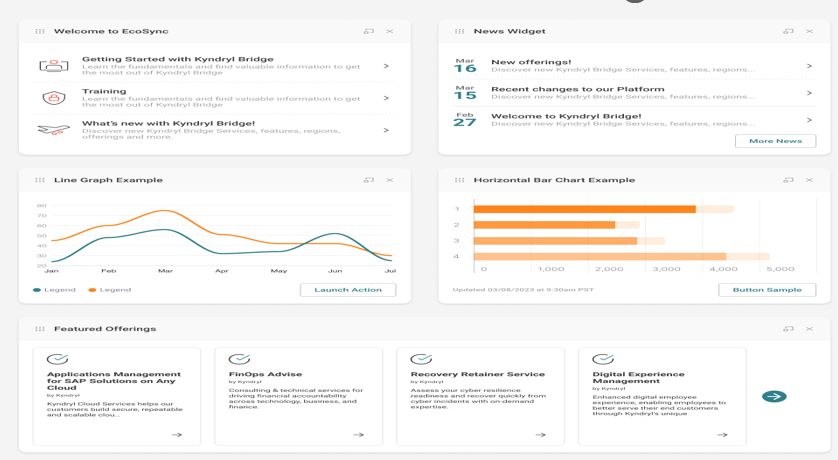 Welcome to EcoSync
Getting Started with Kyndryl Bridge
Learn the fundamentals and find valuable information to get
the most out of Kyndryl Bridge
Training
Learn the fundamentals and find valuable information to get
the most out of Kyndryl Bridge
What's new with Kyndryl Bridge!
Discover new Kyndryl Bridge Services, features, regions,
offerings and more.
News Widget
Mar
16
New offerings!
Discover new Kyndryl Bridge Services, features, regions...
Mar
15
Recent changes to our Platform
Discover new Kyndryl Bridge Services, features, regions...
Feb
27
Welcome to Kyndryl Bridge!
Discover new Kyndryl Bridge Services, features, regions...
More News
Line Graph Example
80
70
60
50
40
30
20
Jan Feb Mar Apr May Jun Jul
Legend Legend
Launch Action
Horizontal Bar Chart Example
1
2
3
4
0 1,000 2,000 3,000 4,000 5,000
Updated 03/08/2023 at 9:30am PST
Button Sample
Featured Offerings
Applications Management
for SAP Solutions on Any
Cloud
by Kyndryl
Kyndryl Cloud Services helps our
customers build secure, repeatable
and scalable clou...
FinOps Advise
by Kyndryl
Consulting & technical services for
driving financial accountability
across technology, business, and
finance.
Recovery Retainer Service
by Kyndryl
Assess your cyber resilience
readiness and recover quickly from
cyber incidents with on-demand
expertise.
Digital Experience
Management
by Kyndryl
Enhanced digital employee
experience, enabling employees to
better serve their end customers
through Kyndryl's unique